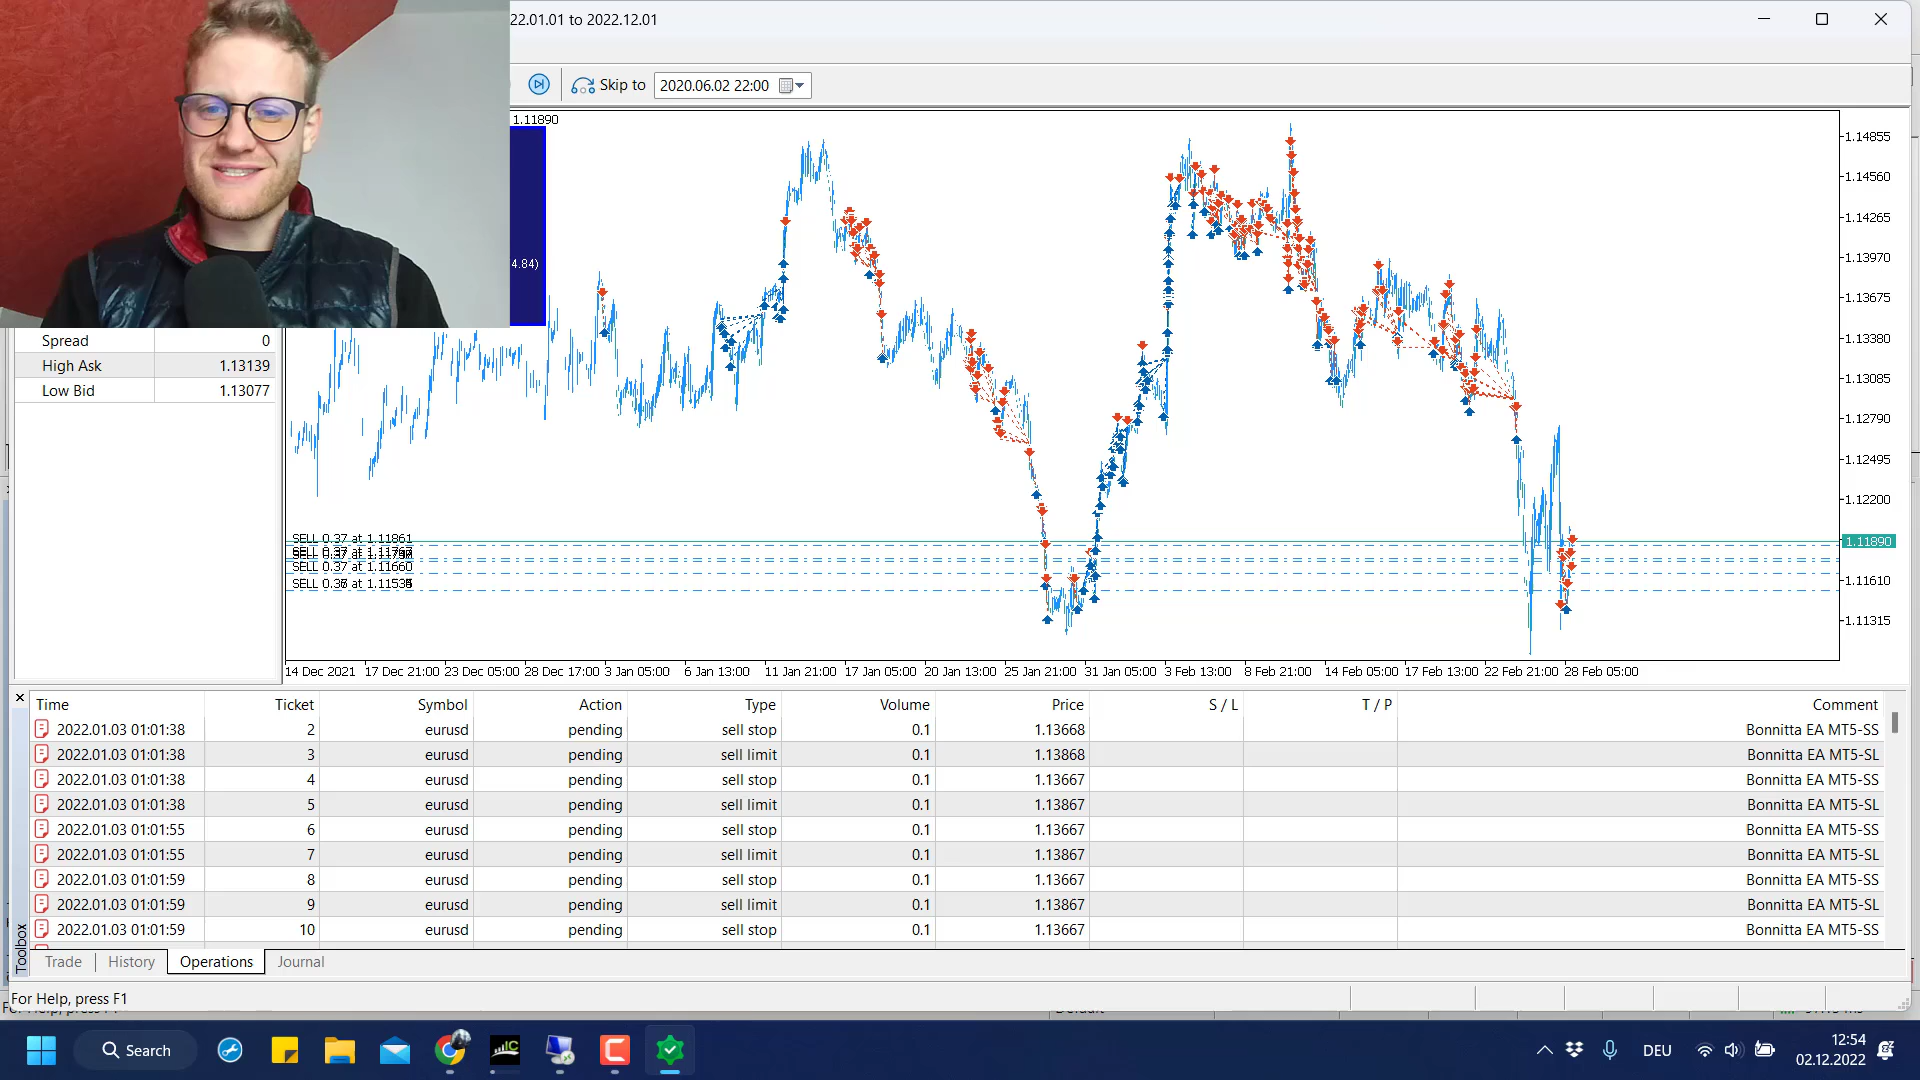 22.01.01 to 2022.12.01
Skip to 2020.06.02 22:00
1.11890
4.84)
Spread 0
High Ask 1.13139
Low Bid 1.13077
1.14855
1.14560
1.14265
1.13970
1.13675
1.13380
1.13085
1.12790
1.12495
1.12200
1.11890
1.11610
1.11315
SELL 0.37 at 1.11861
SELL 0.37 at
SELL 0.37 at 1.11660
SELL at
14 Dec 2021 17 Dec 21:00 23 Dec 05:00 28 Dec 17:00 3 Jan 05:00 6 Jan 13:00 11 Jan 21:00 17 Jan 05:00 20 Jan 13:00 25 Jan 21:00 31 Jan 05:00 3 Feb 13:00 8 Feb 21:00 14 Feb 05:00 17 Feb 13:00 22 Feb 21:00 28 Feb 05:00
Time Ticket Symbol Action Type Volume Price S / L T / P Comment
2022.01.03 01:01:38 2 eurusd pending sell stop 0.1 1.13668 Bonnitta EA MT5-SS
2022.01.03 01:01:38 3 eurusd pending sell limit 0.1 1.13868 Bonnitta EA MT5-SL
2022.01.03 01:01:38 4 eurusd pending sell stop 0.1 1.13667 Bonnitta EA MT5-SS
2022.01.03 01:01:38 5 eurusd pending sell limit 0.1 1.13867 Bonnitta EA MT5-SL
2022.01.03 01:01:55 6 eurusd pending sell stop 0.1 1.13667 Bonnitta EA MT5-SS
2022.01.03 01:01:55 7 eurusd pending sell limit 0.1 1.13867 Bonnitta EA MT5-SL
2022.01.03 01:01:59 8 eurusd pending sell stop 0.1 1.13667 Bonnitta EA MT5-SS
2022.01.03 01:01:59 9 eurusd pending sell limit 0.1 1.13867 Bonnitta EA MT5-SL
2022.01.03 01:01:59 10 eurusd pending sell stop 0.1 1.13667 Bonnitta EA MT5-SS
Toolbox
Trade History Operations Journal
For Help, press F1
Search
IC
DEU
12:54
02.12.2022